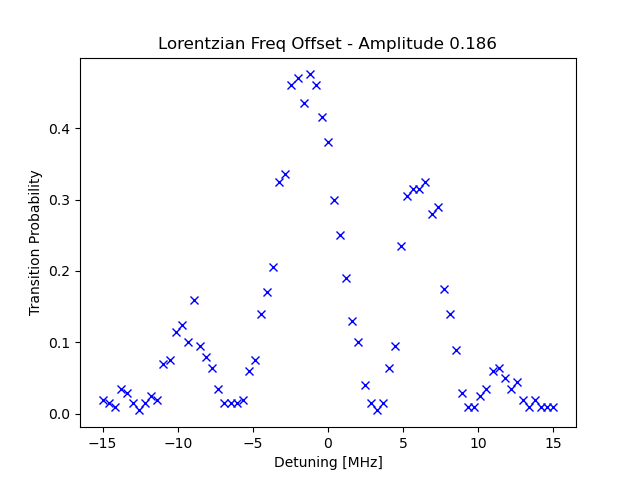 Lorentzian Freq Offset - Amplitude 0.186
Transition Probability
0.4
0.3
0.2
0.1
0.0
−15 −10 −5 0 5 10 15
Detuning [MHz]